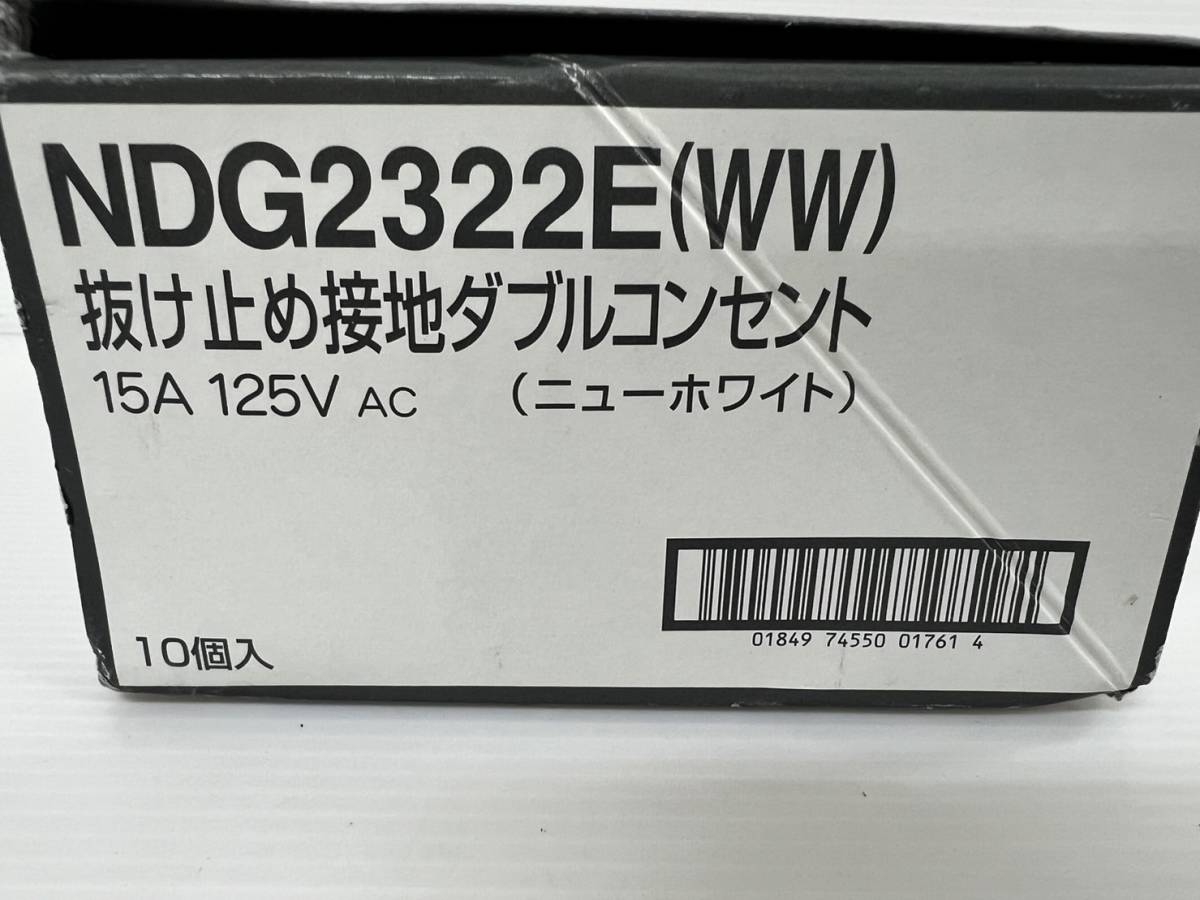 NDG2322E(WW)
抜け止め接地ダブルコンセント
15A 125V AC （ニューホワイト）
01849 74550 01761 4
10個入